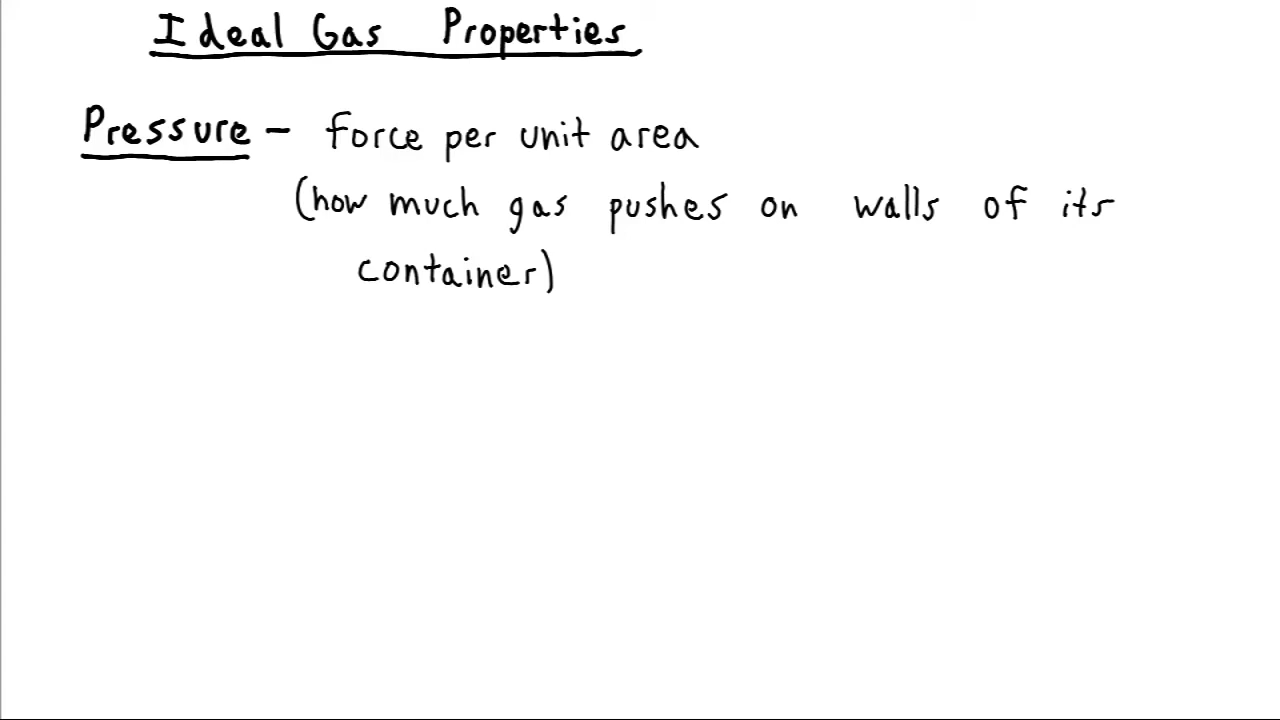 Ideal Gas Properties
Pressure - force per unit area
(how much gas pushes on walls of its
container)